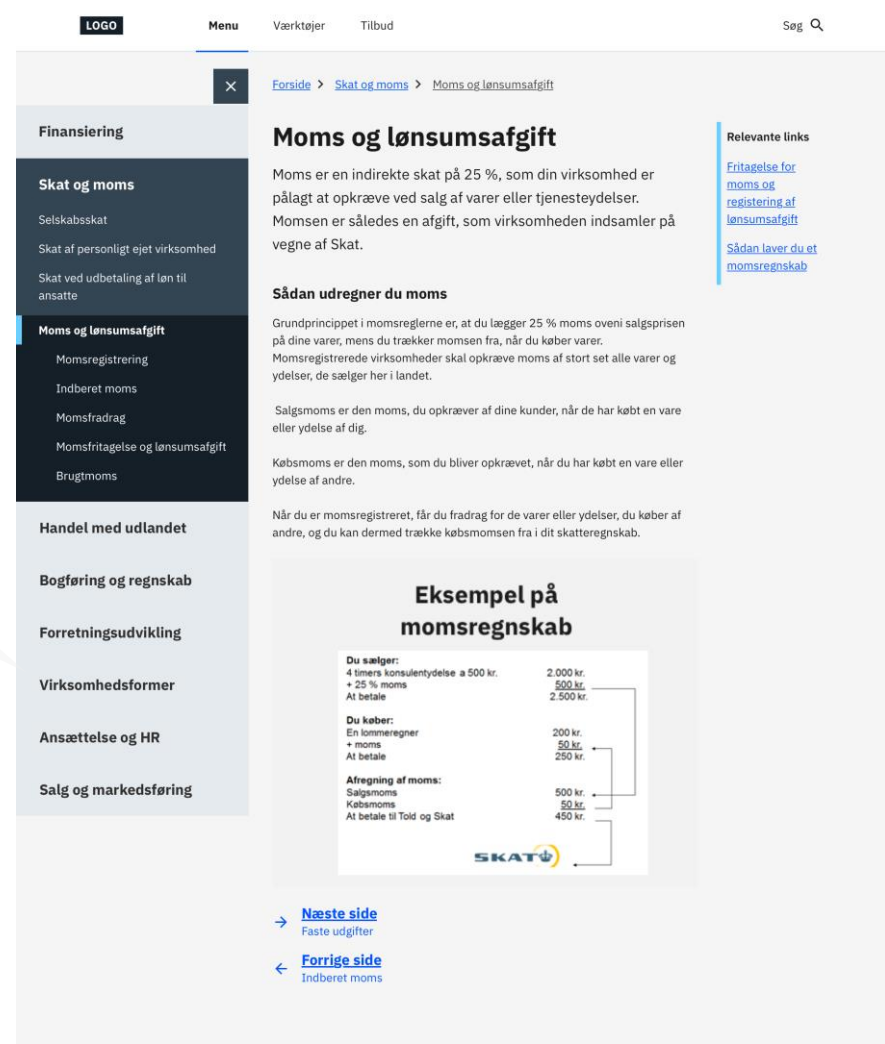 LOGO
Menu
Værktøjer
Tilbud
Søg
Forside > Skat og moms > Moms og lønsumsafgift
Finansiering
Skat og moms
Selskabsskat
Skat af personligt ejet virksomhed
Skat ved udbetaling af løn til
ansatte
Moms og lønsumsafgift
Momsregistrering
Indberet moms
Momsfradrag
Momsfritagelse og lønsumsafgift
Brugtmoms
Handel med udlandet
Bogføring og regnskab
Forretningsudvikling
Virksomhedsformer
Ansættelse og HR
Salg og markedsføring
Moms og lønsumsafgift
Moms er en indirekte skat på 25 %, som din virksomhed er
pålagt at opkræve ved salg af varer eller tjenesteydelser.
Momsen er således en afgift, som virksomheden indsamler på
vegne af Skat.
Sådan udregner du moms
Grundprincippet i momsreglerne er, at du lægger 25 % moms oveni salgsprisen
på dine varer, mens du trækker momsen fra, når du køber varer.
Momsregistrerede virksomheder skal opkræve moms af stort set alle varer og
ydelser, de sælger her i landet.
Salgsmoms er den moms, du opkræver af dine kunder, når de har købt en vare
eller ydelse af dig.
Købsmoms er den moms, som du bliver opkrævet, når du har købt en vare eller
ydelse af andre.
Når du er momsregistreret, får du fradrag for de varer eller ydelser, du køber af
andre, og du kan dermed trække købsmomsen fra i dit skatteregnskab.
Eksempel på
momsregnskab
Du sælger:
4 timers konsulentydelse a 500 kr. 2.000 kr.
+ 25 % moms 500 kr.
At betale 2.500 kr.
Du køber:
En lommeregner 200 kr.
+ moms 50 kr.
At betale 250 kr.
Afregning af moms:
Salgsmoms 500 kr.
Købsmoms 50 kr.
At betale til Told og Skat 450 kr.
SKAT
Næste side
Faste udgifter
Forrige side
Indberet moms
Relevante links
Fritagelse for
moms og
registering af
lønsumsafgift
Sådan laver du et
momsregnskab